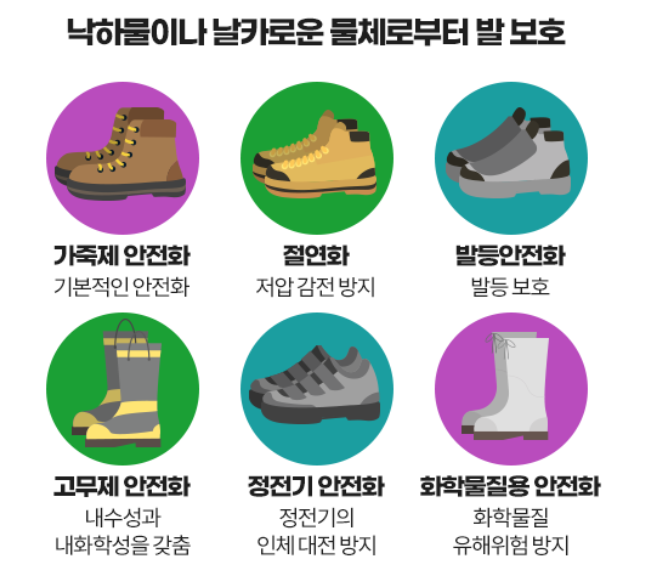 낙하물이나 날카로운 물체로부터 발 보호
가죽제 안전화
기본적인 안전화
절연화
저압 감전 방지
발등안전화
발등 보호
고무제 안전화
내수성과
내화학성을 갖춤
정전기 안전화
정전기의
인체 대전 방지
화학물질용 안전화
화학물질
유해위험 방지